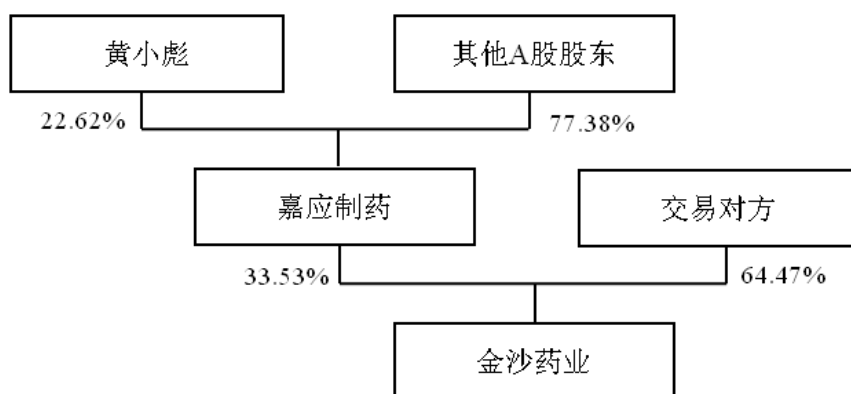 黄小彪
其他A股股东
22.62%
77.38%
嘉应制药
交易对方
33.53%
64.47%
金沙药业